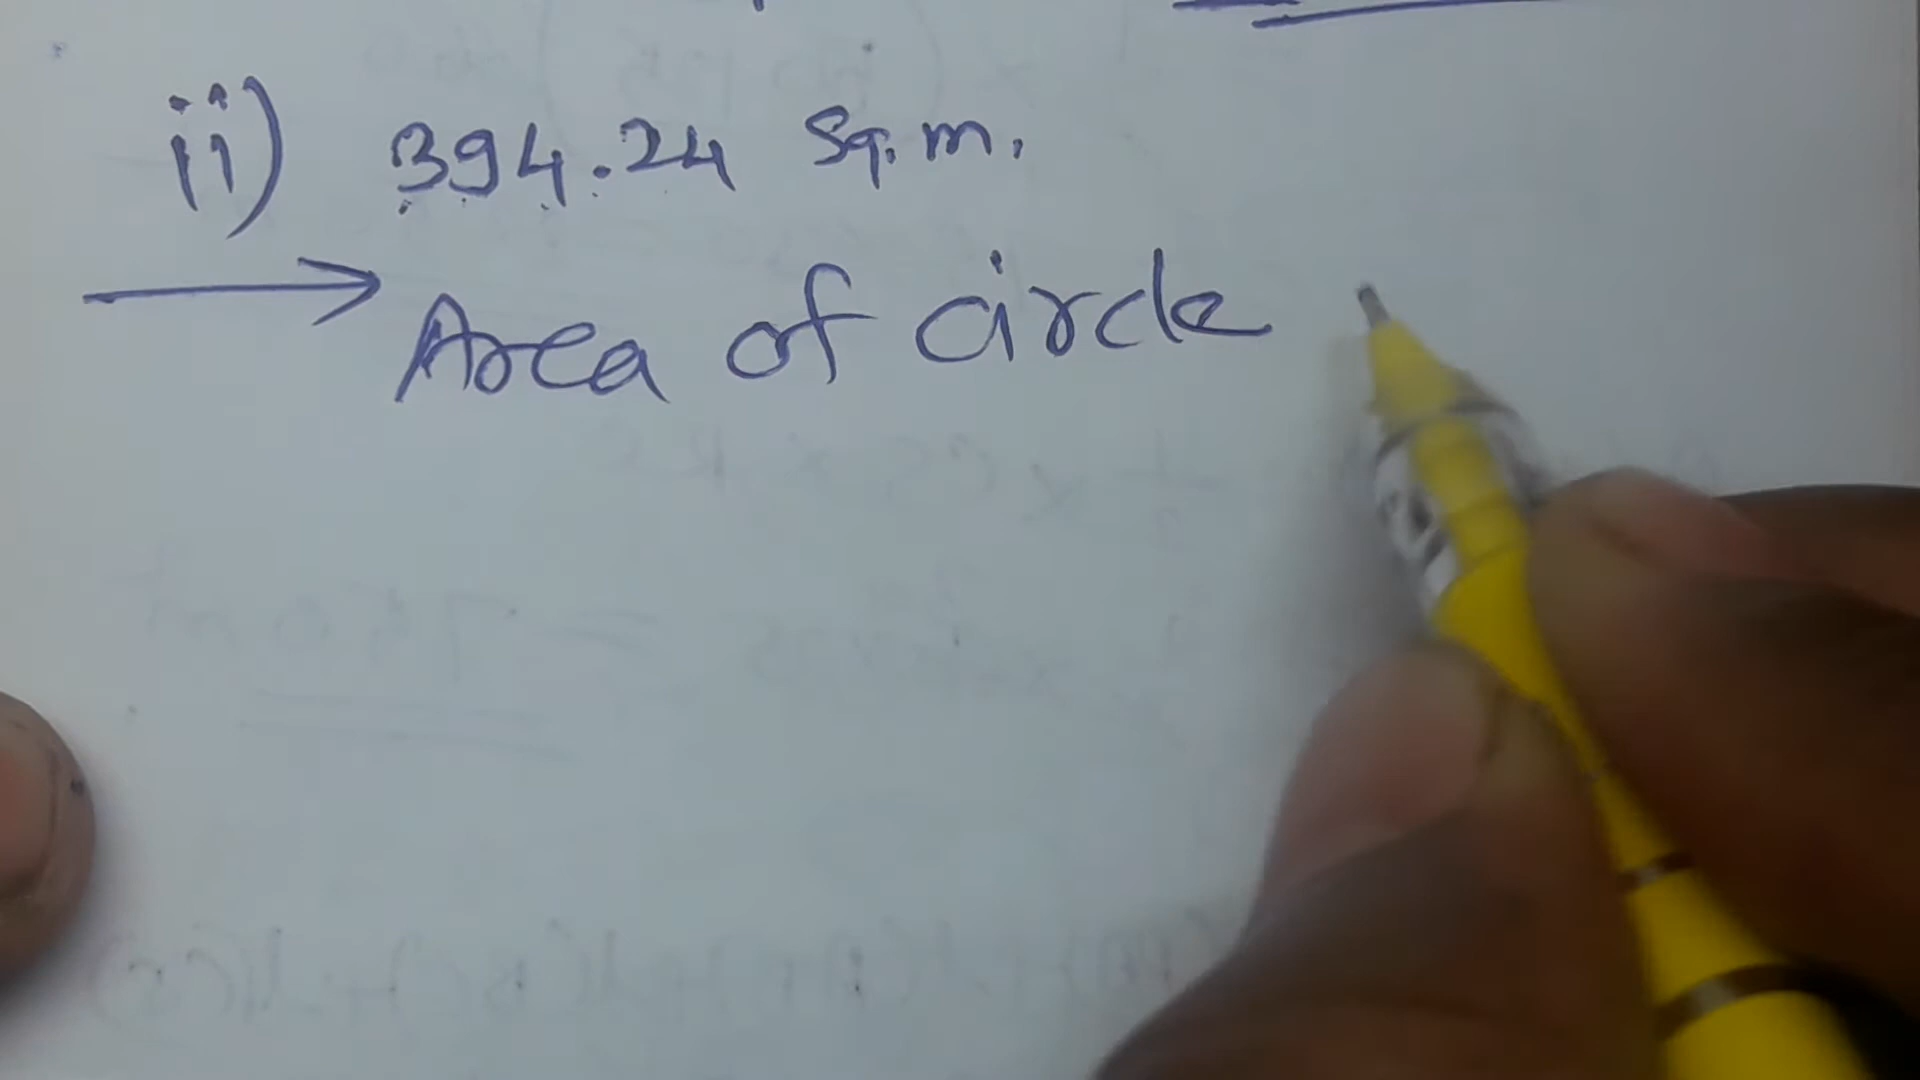 ii) 394.24 Sq.m.
→ Area of circle